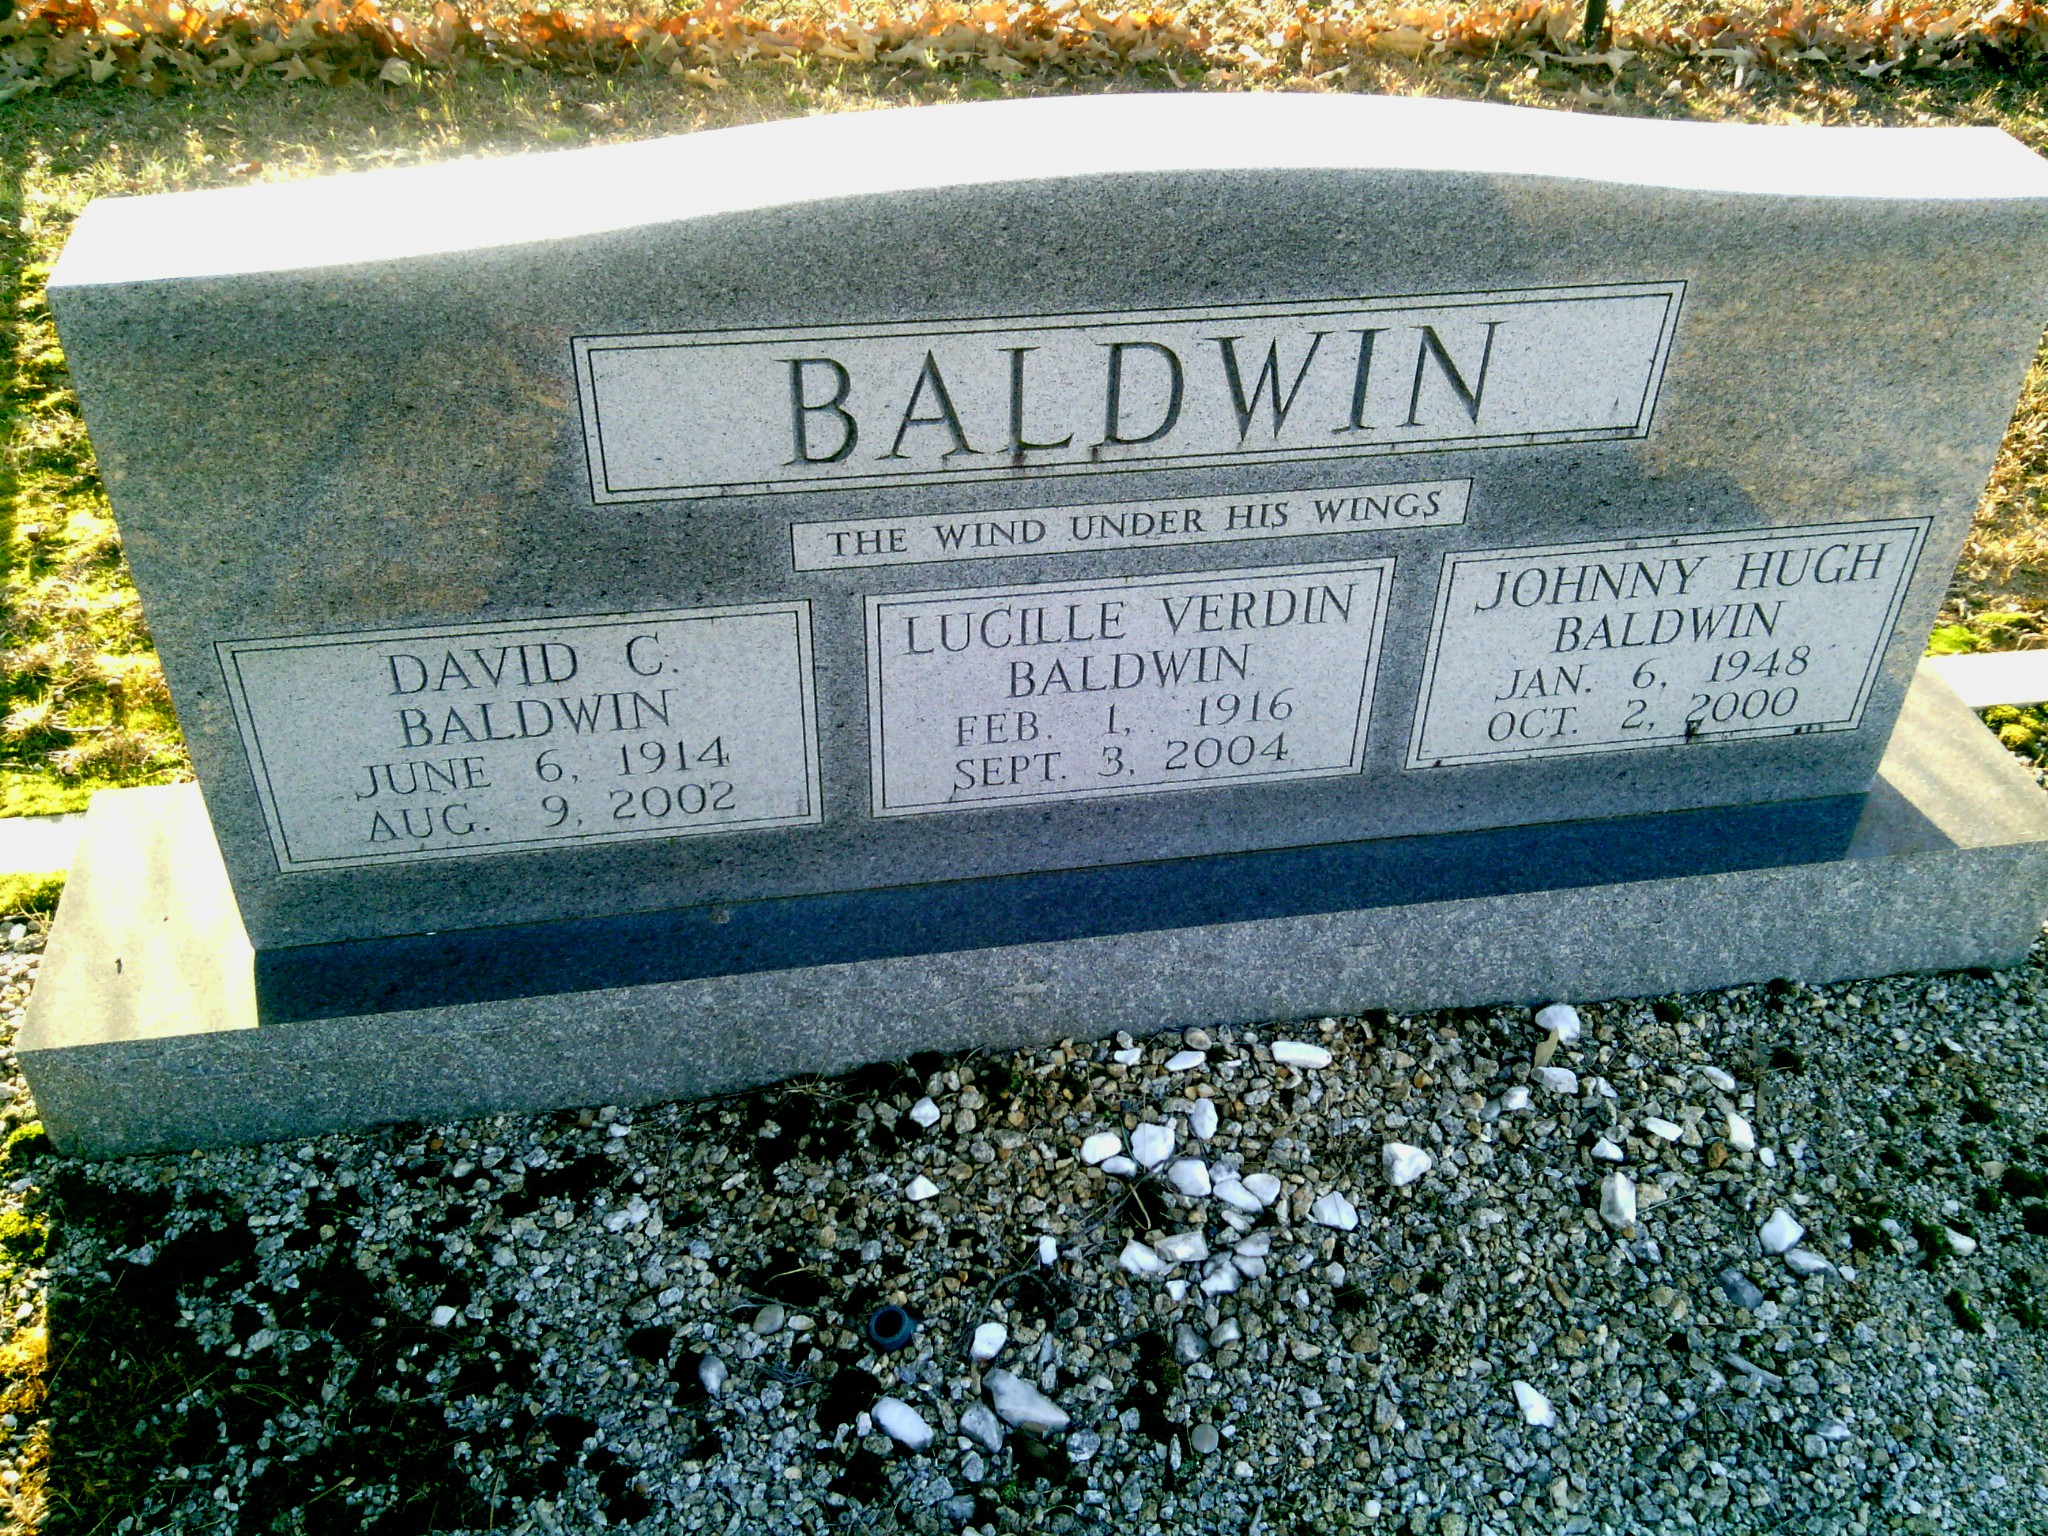 BALDWIN
THE WIND UNDER HIS WINGS
DAVID C.
BALDWIN
JUNE 6, 1914
AUG. 9, 2002
LUCILLE VERDIN
BALDWIN
FEB. 1, 1916
SEPT. 3, 2004
JOHNNY HUGH
BALDWIN
JAN. 6, 1948
OCT. 2, 2000